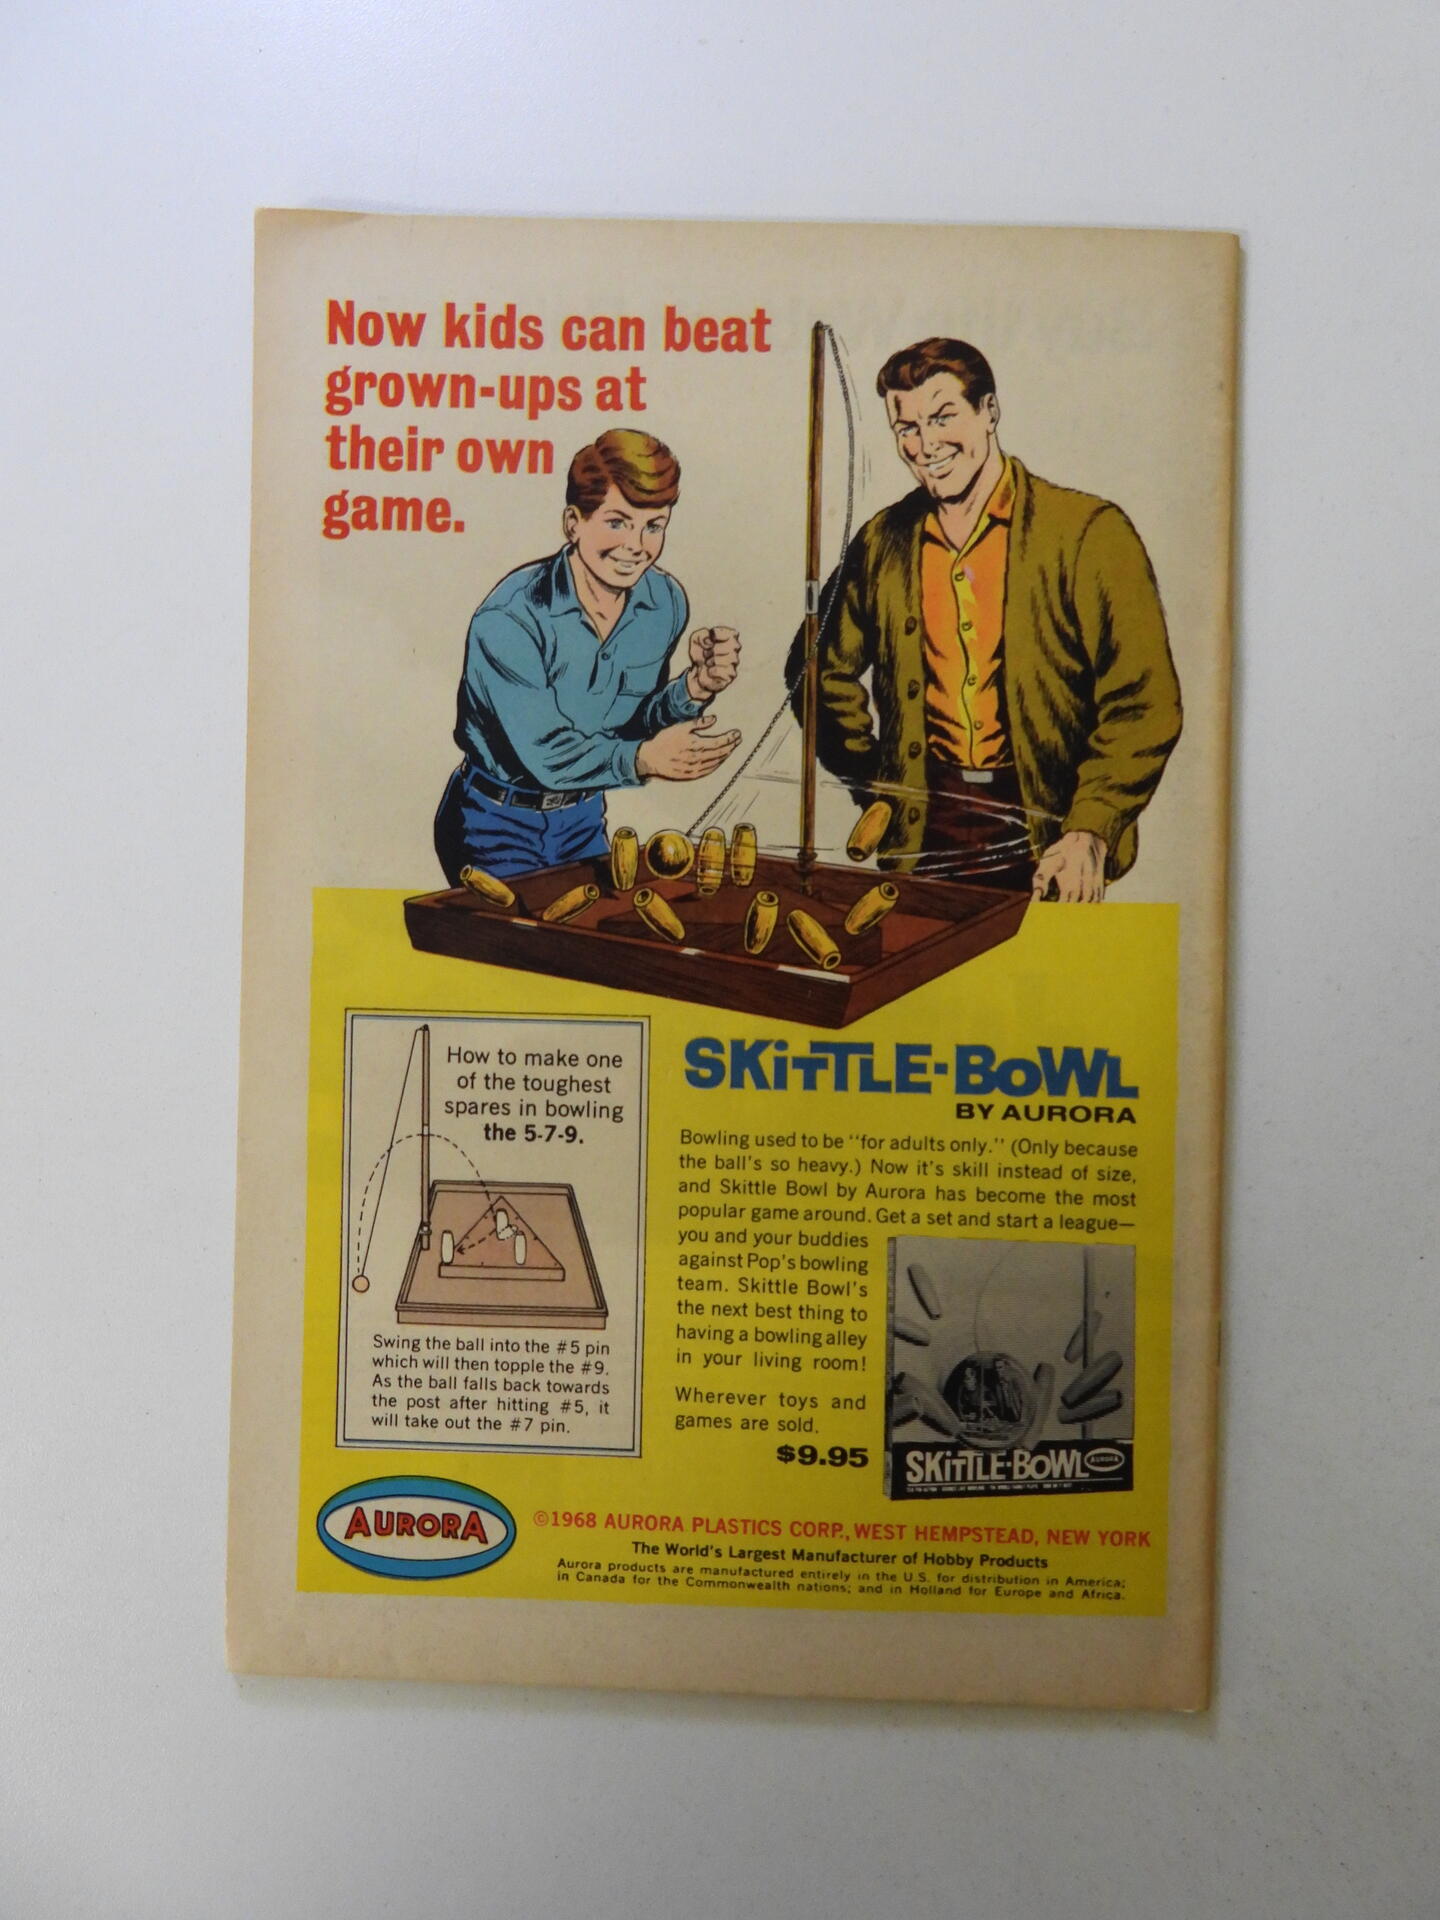 Now kids can beat
grown-ups at
their own
game.
How to make one
of the toughest
spares in bowling
the 5-7-9.
Swing the ball into the #5 pin
which will then topple the #9.
As the ball falls back towards
the post after hitting #5, it
will take out the #7 pin.
SKiTTLE-BoWL
BY AURORA
Bowling used to be "for adults only." (Only because
the ball's so heavy.) Now it's skill instead of size,
and Skittle Bowl by Aurora has become the most
popular game around. Get a set and start a league—
you and your buddies
against Pop's bowling
team. Skittle Bowl's
the next best thing to
having a bowling alley
in your living room!
Wherever toys and
games are sold.
$9.95
SKiTTLE-BoWL
AURORA
AURORA
©1968 AURORA PLASTICS CORP., WEST HEMPSTEAD, NEW YORK
The World's Largest Manufacturer of Hobby Products
Aurora products are manufactured entirely in the U.S. for distribution in America;
in Canada for the Commonwealth nations; and in Holland for Europe and Africa.